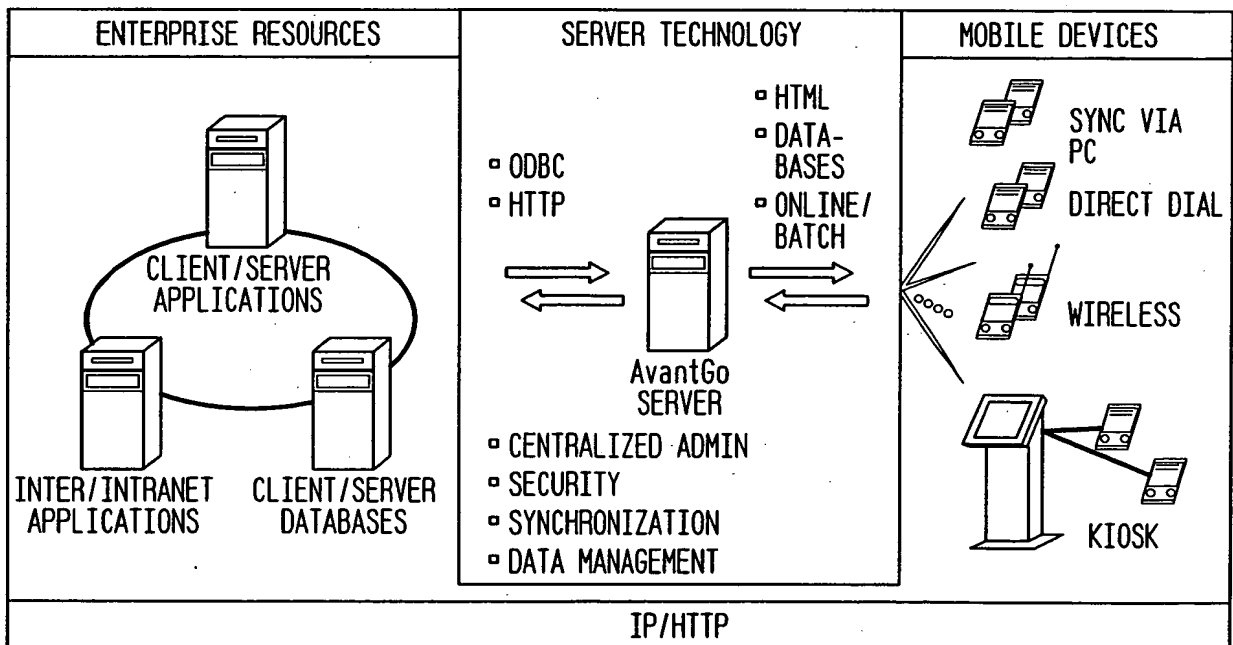 ENTERPRISE RESOURCES
SERVER TECHNOLOGY
MOBILE DEVICES
CLIENT/SERVER
APPLICATIONS
INTER/INTRANET
APPLICATIONS
CLIENT/SERVER
DATABASES
ODBC
HTTP
HTML
DATA-
BASES
ONLINE/
BATCH
AvantGo
SERVER
CENTRALIZED ADMIN
SECURITY
SYNCHRONIZATION
DATA MANAGEMENT
SYNC VIA
PC
DIRECT DIAL
WIRELESS
KIOSK
IP/HTTP